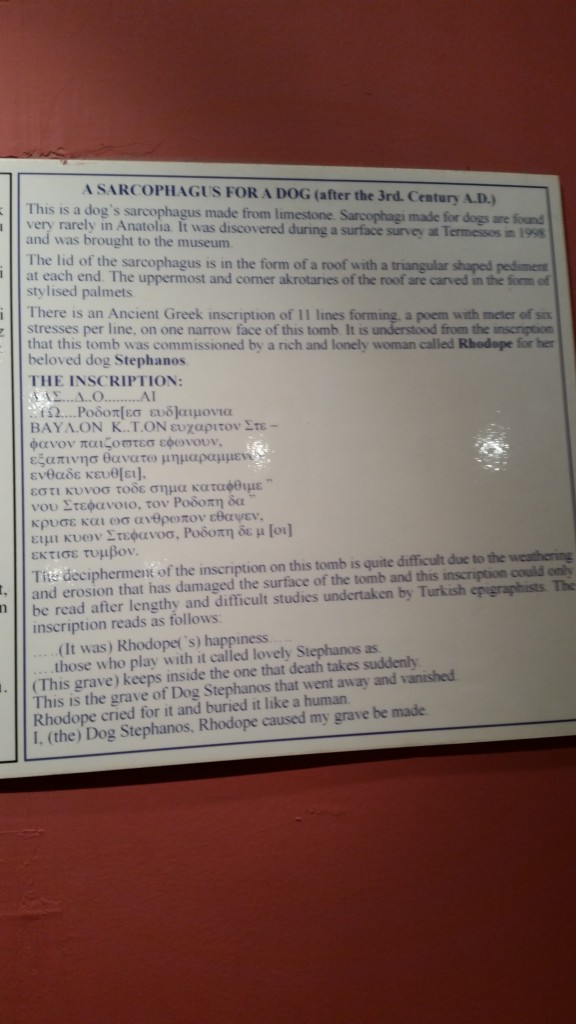 A SARCOPHAGUS FOR A DOG (after the 3rd. Century A.D.)
This is a dog's sarcophagus made from limestone. Sarcophagi made for dogs are found
very rarely in Anatolia. It was discovered during a surface survey at Termessos in 1998
and was brought to the museum.
The lid of the sarcophagus is in the form of a roof with a triangular shaped pediment
at each end. The uppermost and corner akrotaries of the roof are carved in the form of
stylised palmets.
There is an Ancient Greek inscription of 11 lines forming, a poem with meter of six
stresses per line, on one narrow face of this tomb. It is understood from the inscription
that this tomb was commissioned by a rich and lonely woman called Rhodope for her
beloved dog Stephanos.
THE INSCRIPTION:
ΛΑΣ...Δ..Ο.........ΑΙ
....Ροδοπ[εσ ευδ]αιμονια
ΒΑΥΛ.ΟΝ Κ..Τ.ΟΝ ευχαριτον Στε –
φανον παιζοντεσ εφωνουν,
εξαπινησ θανατω
ενθαδε κευθ[ει],
εστι κυνοσ τοδε σημα καταφθιμε "
νου Στεφανοιο, τον Ροδοπη δα "
κρυσε και ωσ ανθρωπον εθαψεν,
ειμι κυων Στεφανοσ, Ροδοπη δε μ [οι]
εκτισε τυμβον.
The decipherment of the inscription on this tomb is quite difficult due to the weathering
and erosion that has damaged the surface of the tomb and this inscription could only
be read after lengthy and difficult studies undertaken by Turkish epigraphists. The
inscription reads as follows:
.....(It was) Rhodope('s) happiness.....
.....those who play with it called lovely Stephanos as.
(This grave) keeps inside the one that death takes suddenly.
This is the grave of Dog Stephanos that went away and vanished.
Rhodope cried for it and buried it like a human.
I, (the) Dog Stephanos, Rhodope caused my grave be made.